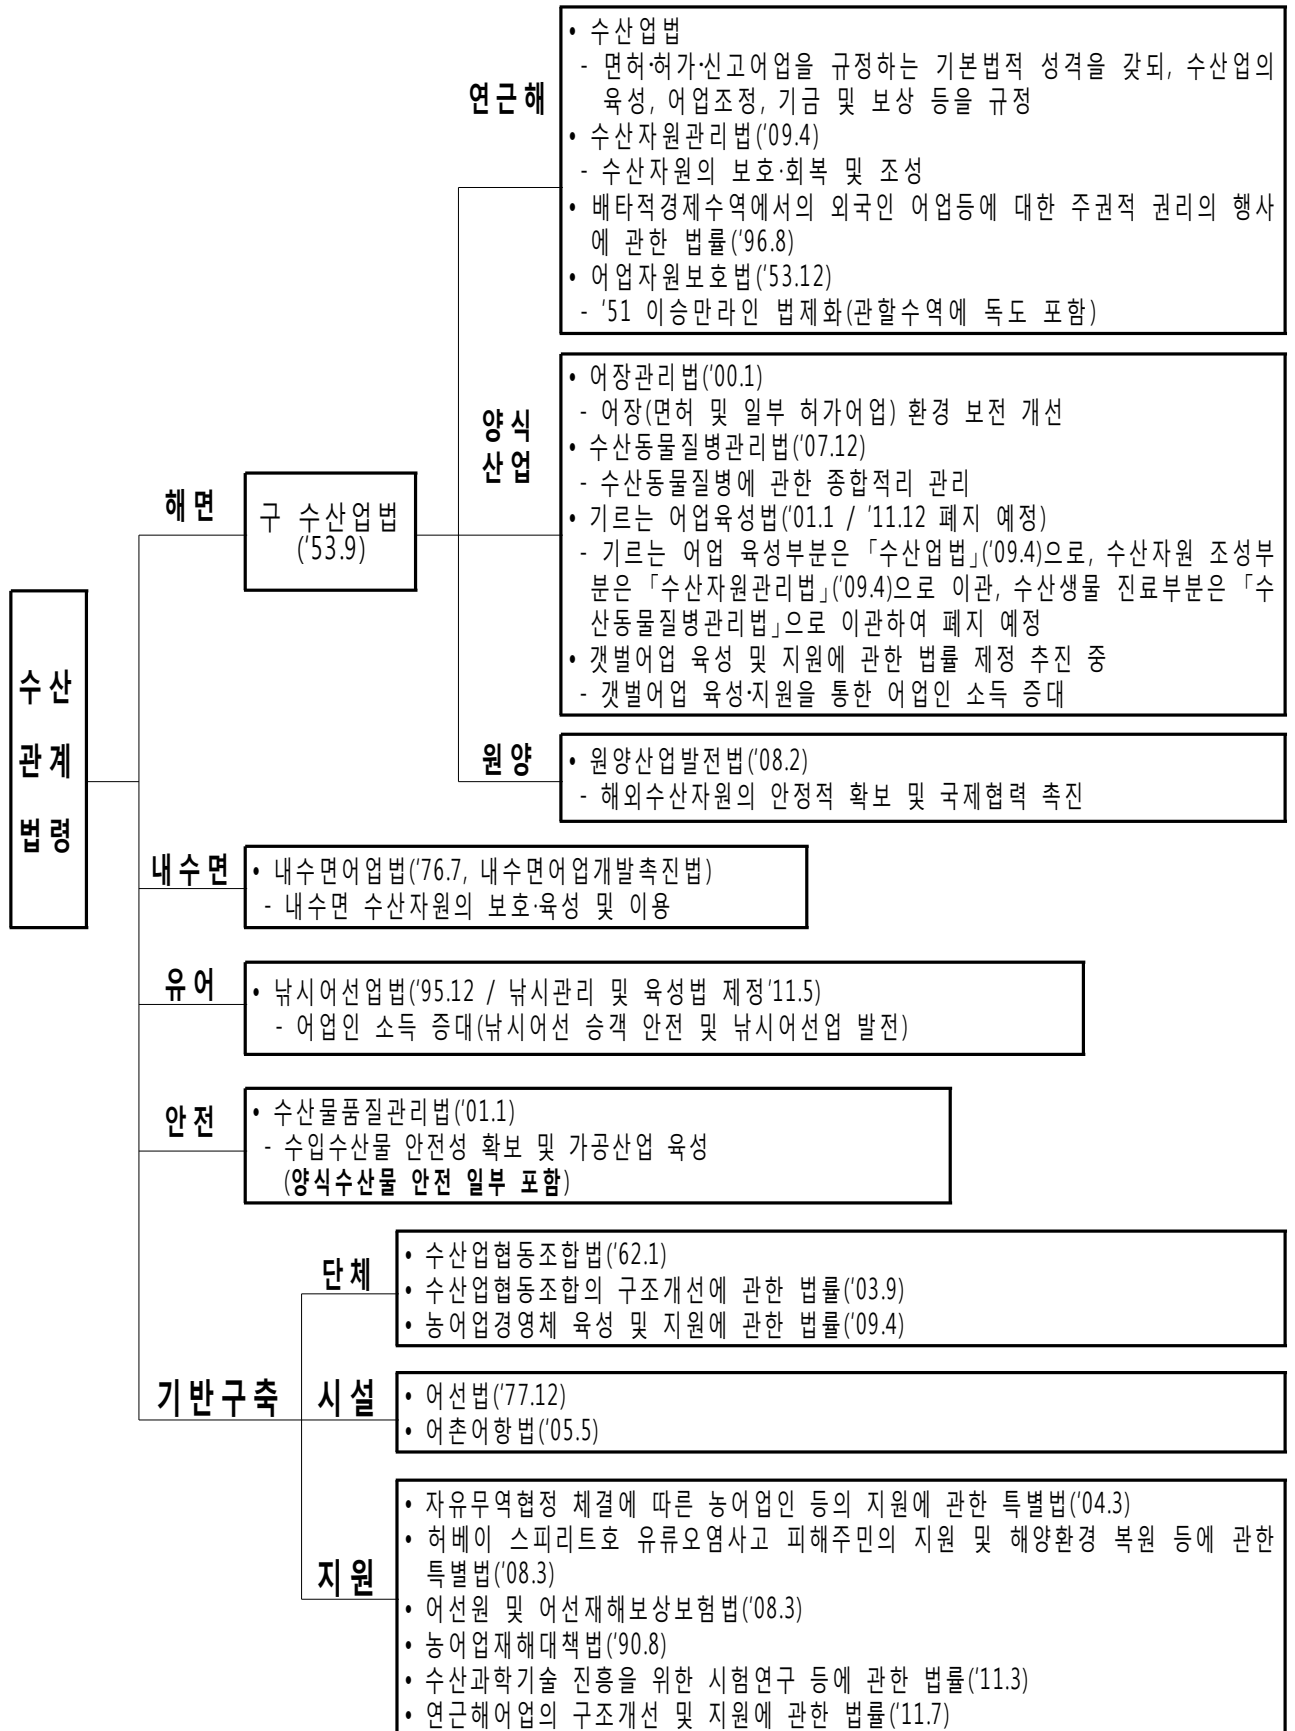 수산
관계
법령
해면
구 수산업법
('53.9)
연근해
• 수산업법
- 면허·허가·신고어업을 규정하는 기본법적 성격을 갖되, 수산업의
육성, 어업조정, 기금 및 보상 등을 규정
• 수산자원관리법('09.4)
- 수산자원의 보호·회복 및 조성
• 배타적경제수역에서의 외국인 어업등에 대한 주권적 권리의 행사
에 관한 법률('96.8)
• 어업자원보호법('53.12)
- '51 이승만라인 법제화(관할수역에 독도 포함)
양식
산업
• 어장관리법('00.1)
- 어장(면허 및 일부 허가어업) 환경 보전 개선
• 수산동물질병관리법('07.12)
- 수산동물질병에 관한 종합적리 관리
• 기르는 어업육성법('01.1 / '11.12 폐지 예정)
- 기르는 어업 육성부분은 「수산업법」('09.4)으로, 수산자원 조성부
분은 「수산자원관리법」('09.4)으로 이관, 수산생물 진료부분은 「수
산동물질병관리법」으로 이관하여 폐지 예정
• 갯벌어업 육성 및 지원에 관한 법률 제정 추진 중
- 갯벌어업 육성·지원을 통한 어업인 소득 증대
원양
• 원양산업발전법('08.2)
- 해외수산자원의 안정적 확보 및 국제협력 촉진
내수면
• 내수면어업법('76.7, 내수면어업개발촉진법)
- 내수면 수산자원의 보호·육성 및 이용
유어
• 낚시어선업법('95.12 / 낚시관리 및 육성법 제정'11.5)
- 어업인 소득 증대(낚시어선 승객 안전 및 낚시어선업 발전)
안전
• 수산물품질관리법('01.1)
- 수입수산물 안전성 확보 및 가공산업 육성
(양식수산물 안전 일부 포함)
기반구축
단체
• 수산업협동조합법('62.1)
• 수산업협동조합의 구조개선에 관한 법률('03.9)
• 농어업경영체 육성 및 지원에 관한 법률('09.4)
시설
• 어선법('77.12)
• 어촌어항법('05.5)
지원
• 자유무역협정 체결에 따른 농어업인 등의 지원에 관한 특별법('04.3)
• 허베이 스피리트호 유류오염사고 피해주민의 지원 및 해양환경 복원 등에 관한
특별법('08.3)
• 어선원 및 어선재해보상보험법('08.3)
• 농어업재해대책법('90.8)
• 수산과학기술 진흥을 위한 시험연구 등에 관한 법률('11.3)
• 연근해어업의 구조개선 및 지원에 관한 법률('11.7)